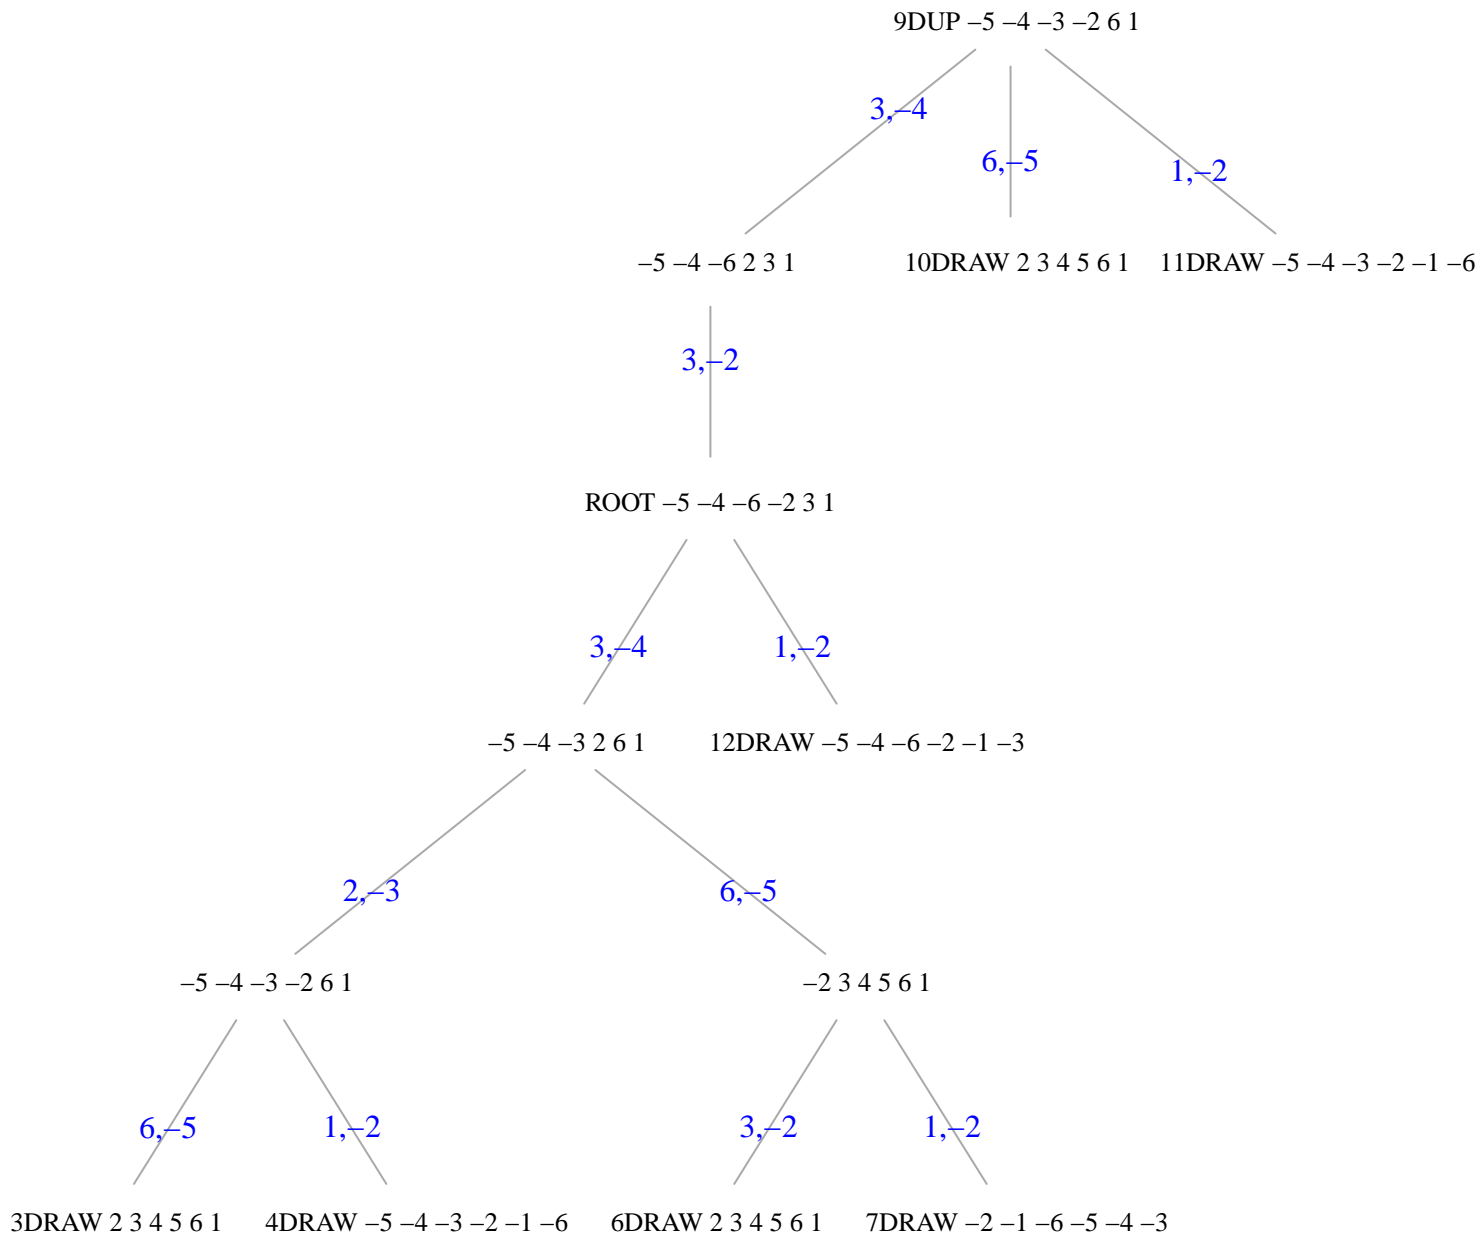 9DUP –5 –4 –3 –2 6 1
3,–4
6,–5
1,–2
–5 –4 –6 2 3 1
10DRAW 2 3 4 5 6 1
11DRAW –5 –4 –3 –2 –1 –6
3,–2
ROOT –5 –4 –6 –2 3 1
3,–4
1,–2
–5 –4 –3 2 6 1
12DRAW –5 –4 –6 –2 –1 –3
2,–3
6,–5
–5 –4 –3 –2 6 1
–2 3 4 5 6 1
6,–5
1,–2
3,–2
1,–2
3DRAW 2 3 4 5 6 1
4DRAW –5 –4 –3 –2 –1 –6
6DRAW 2 3 4 5 6 1
7DRAW –2 –1 –6 –5 –4 –3